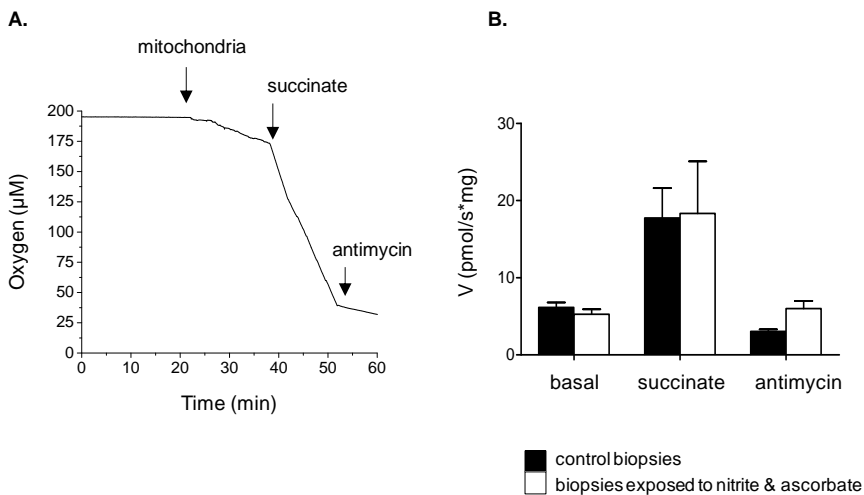 A.
mitochondria
succinate
antimycin
200
175
150
125
100
75
50
25
0
Oxygen (µM)
0 10 20 30 40 50 60
Time (min)
B.
30
20
10
0
V (pmol/s*mg)
basal succinate antimycin
control biopsies
biopsies exposed to nitrite & ascorbate